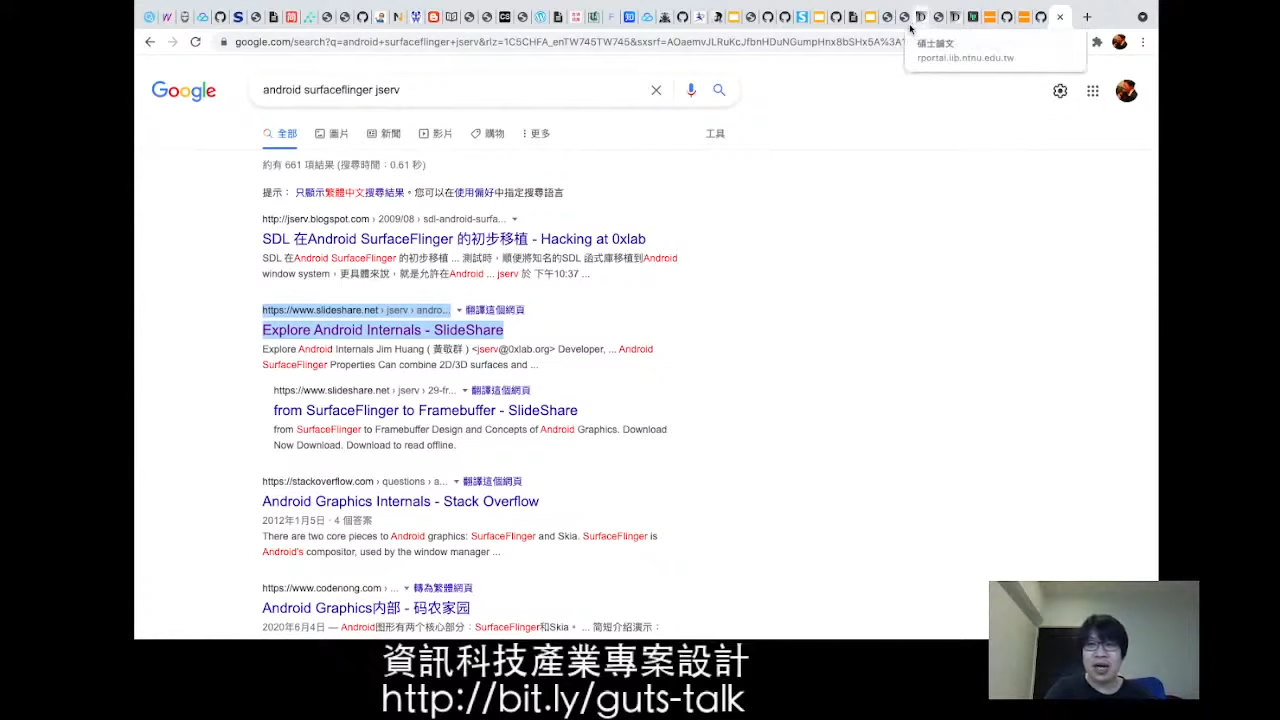 碩士論文
google.com/search?q=android+surfaceflinger+jserv&rlz=1C5CHFA_enTW745TW745&sxsrf=AOaemvJLRuKcJfbnHDuNGumpHnx8bSHx5A%3A1
rportal.lib.ntnu.edu.tw
Google
android surfaceflinger jserv
全部
圖片
新聞
影片
購物
更多
工具
約有 661 項結果 (搜尋時間:0.61 秒)
提示: 只顯示繁體中文搜尋結果。您可以在使用偏好中指定搜尋語言
http://jserv.blogspot.com › 2009/08 › sdl-android-surfa...
SDL 在Android SurfaceFlinger 的初步移植 - Hacking at 0xlab
SDL 在Android SurfaceFlinger 的初步移植 ... 測試時,順便將知名的SDL 函式庫移植到Android
window system,更具體來說,就是允許在Android ... jserv 於 下午10:37 ...
https://www.slideshare.net › jserv › andro... 翻譯這個網頁
Explore Android Internals - SlideShare
Explore Android Internals Jim Huang ( 黃敬群 ) <jserv@0xlab.org> Developer, ... Android
SurfaceFlinger Properties Can combine 2D/3D surfaces and ...
https://www.slideshare.net › jserv › 29-fr... 翻譯這個網頁
from SurfaceFlinger to Framebuffer - SlideShare
from SurfaceFlinger to Framebuffer Design and Concepts of Android Graphics. Download
Now Download. Download to read offline.
https://stackoverflow.com › questions › a... 翻譯這個網頁
Android Graphics Internals - Stack Overflow
2012年1月5日 · 4 個答案
There are two core pieces to Android graphics: SurfaceFlinger and Skia. SurfaceFlinger is
Android's compositor, used by the window manager ...
https://www.codenong.com › ... 轉為繁體網頁
Android Graphics内部 - 码农家园
2020年6月4日 — Android图形有两个核心部分:SurfaceFlinger和Skia。 ... 简短介绍演示:
資訊科技產業專案設計
http://bit.ly/guts-talk